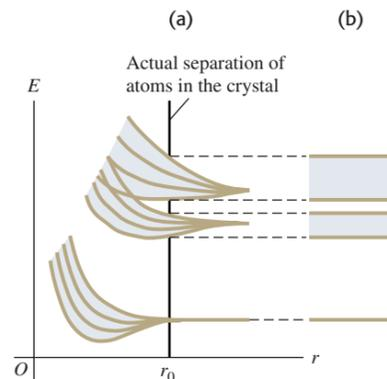 (a)
(b)
Actual separation of
atoms in the crystal
E
O
r₀
r